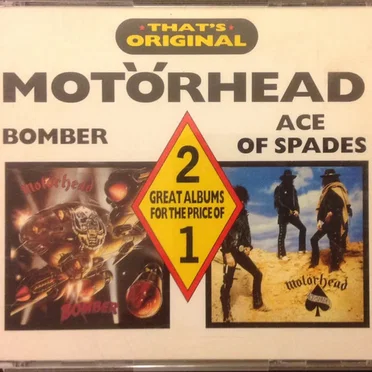 THAT'S
ORIGINAL
MOTÖRHEAD
BOMBER
ACE
OF SPADES
2
GREAT ALBUMS
FOR THE PRICE OF
1
Motörhead
BOMBER
Motörhead